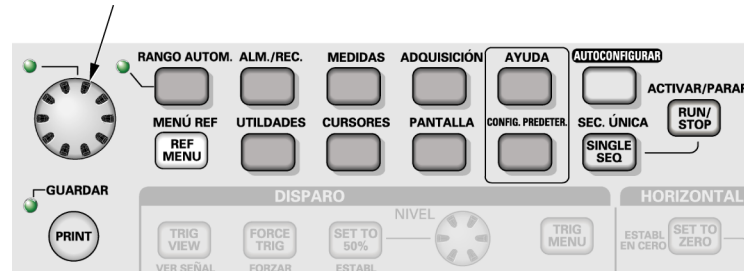 RANGO AUTOM. ALM./REC. MEDIDAS ADQUISICIÓN AYUDA AUTOCONFIGURAR
ACTIVAR/PARAR
RUN/
STOP
MENÚ REF UTILDADES CURSORES PANTALLA CONFIG. PREDETER. SEC. ÚNICA
REF
MENU
SINGLE
SEQ
GUARDAR
PRINT
DISPARO HORIZONTAL
NIVEL
TRIG
VIEW
FORCE
TRIG
SET TO
50%
TRIG
MENU
ESTABL
EN CERO
SET TO
ZERO
VER SEÑAL FORZAR ESTABL